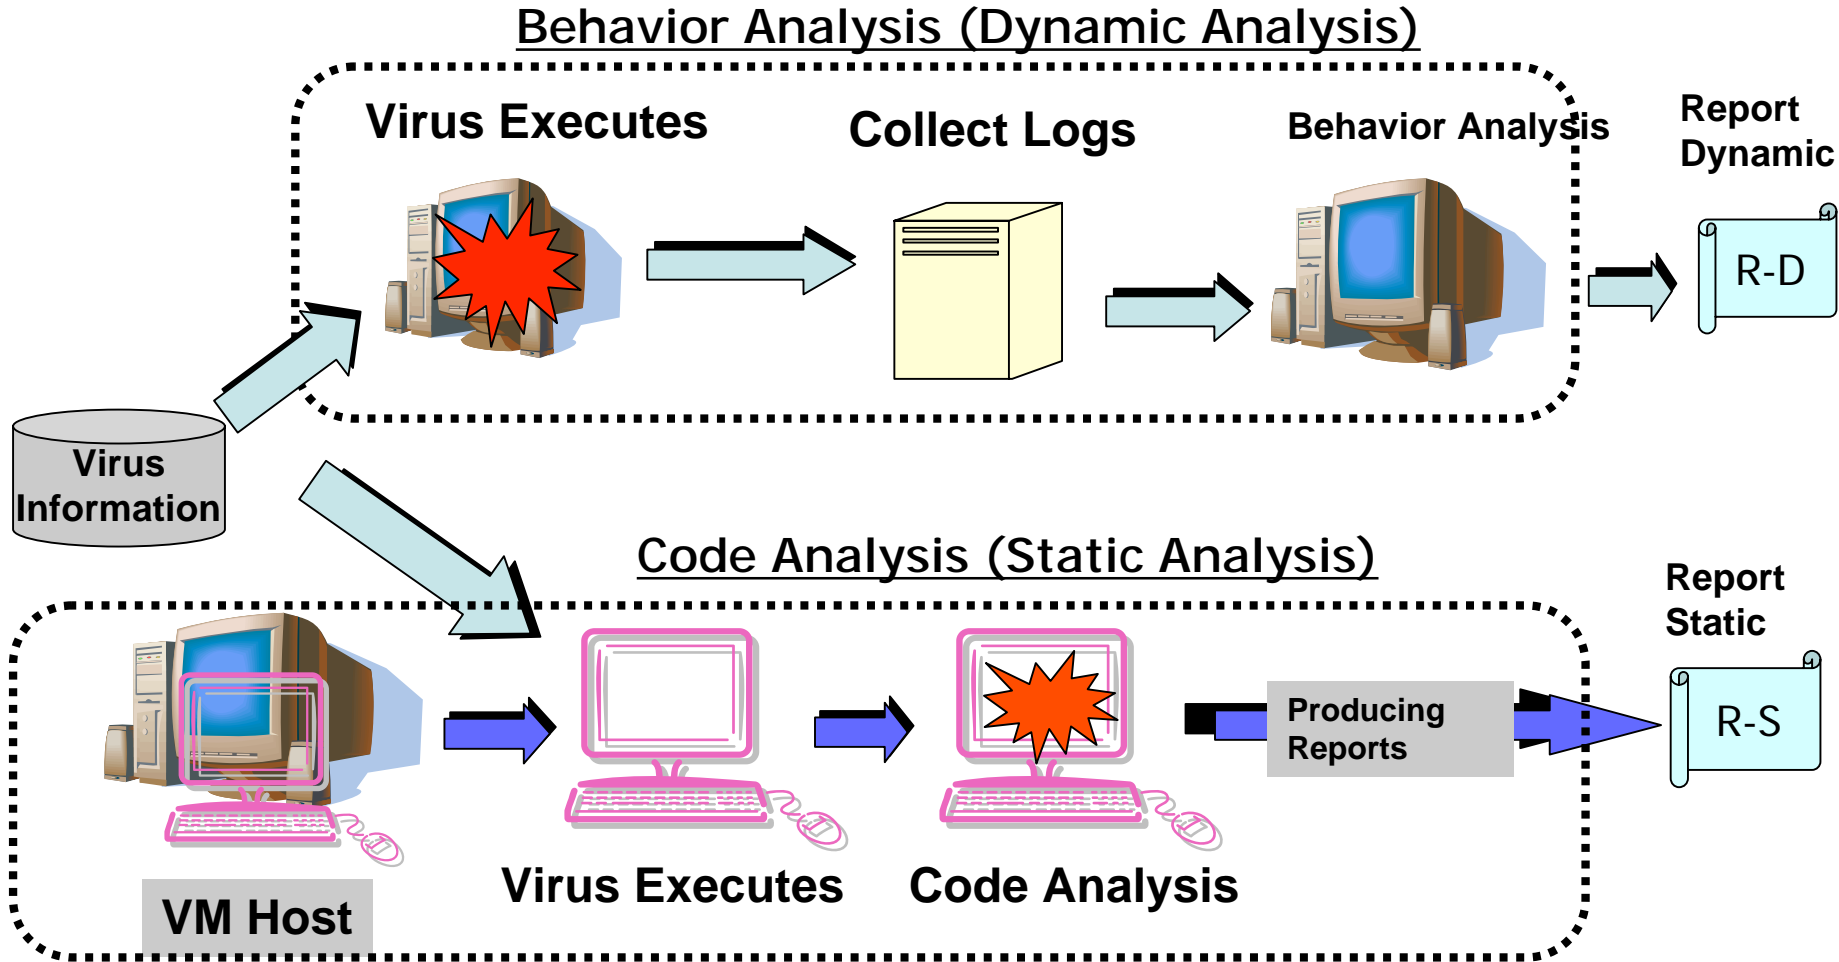 Behavior Analysis (Dynamic Analysis)
Virus Executes
Collect Logs
Behavior Analysis
Report
Dynamic
R-D
Virus
Information
Code Analysis (Static Analysis)
Report
Static
Producing
Reports
R-S
Virus Executes
Code Analysis
VM Host